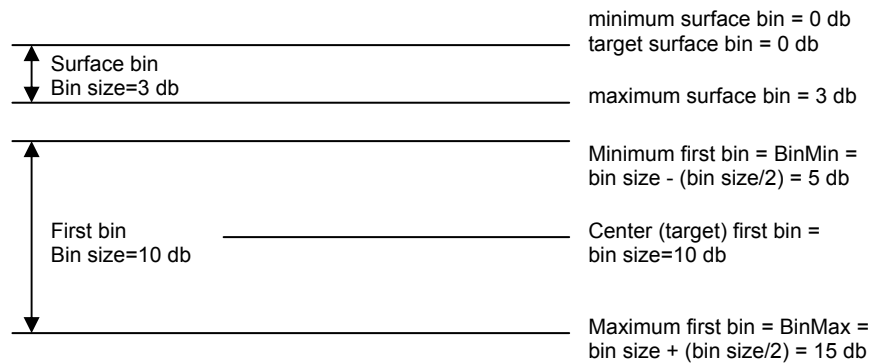 minimum surface bin = 0 db
target surface bin = 0 db
Surface bin
Bin size=3 db
maximum surface bin = 3 db
Minimum first bin = BinMin =
bin size - (bin size/2) = 5 db
First bin
Bin size=10 db
Center (target) first bin =
bin size=10 db
Maximum first bin = BinMax =
bin size + (bin size/2) = 15 db